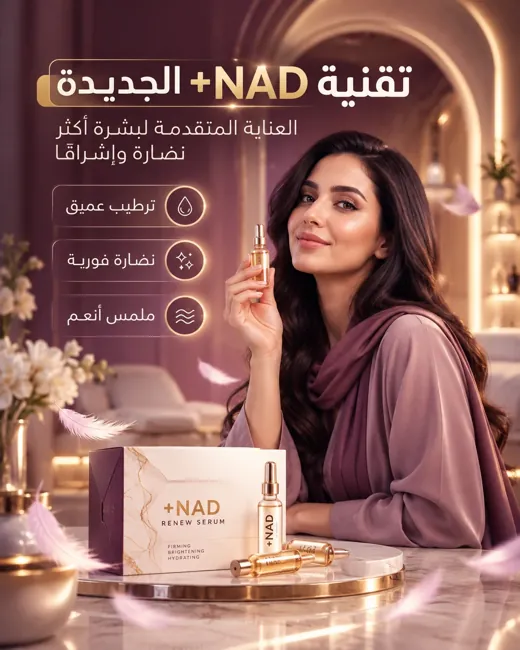 تقنية NAD+ الجديدة
العناية المتقدمة لبشرة أكثر
نضارة وإشراقًا
ترطيب عميق
نضارة فورية
ملمس أنعم
+NAD
RENEW SERUM
FIRMING
BRIGHTENING
HYDRATING
+NAD